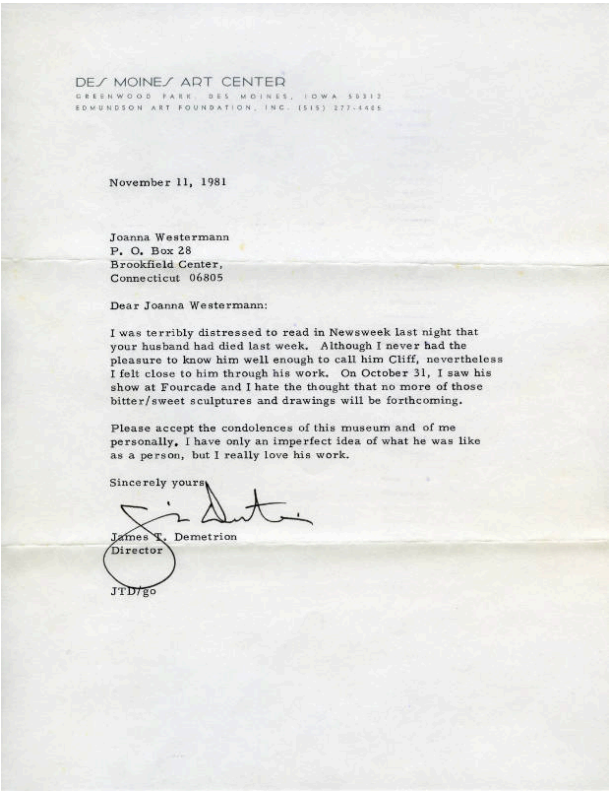 DES MOINES ART CENTER
GREENWOOD PARK, DES MOINES, IOWA 50312
EDMUNDSON ART FOUNDATION, INC. (515) 277-4405
November 11, 1981
Joanna Westermann
P. O. Box 28
Brookfield Center,
Connecticut 06805
Dear Joanna Westermann:
I was terribly distressed to read in Newsweek last night that
your husband had died last week. Although I never had the
pleasure to know him well enough to call him Cliff, nevertheless
I felt close to him through his work. On October 31, I saw his
show at Fourcade and I hate the thought that no more of those
bitter/sweet sculptures and drawings will be forthcoming.
Please accept the condolences of this museum and of me
personally. I have only an imperfect idea of what he was like
as a person, but I really love his work.
Sincerely yours,
James T. Demetrion
Director
JTD/go